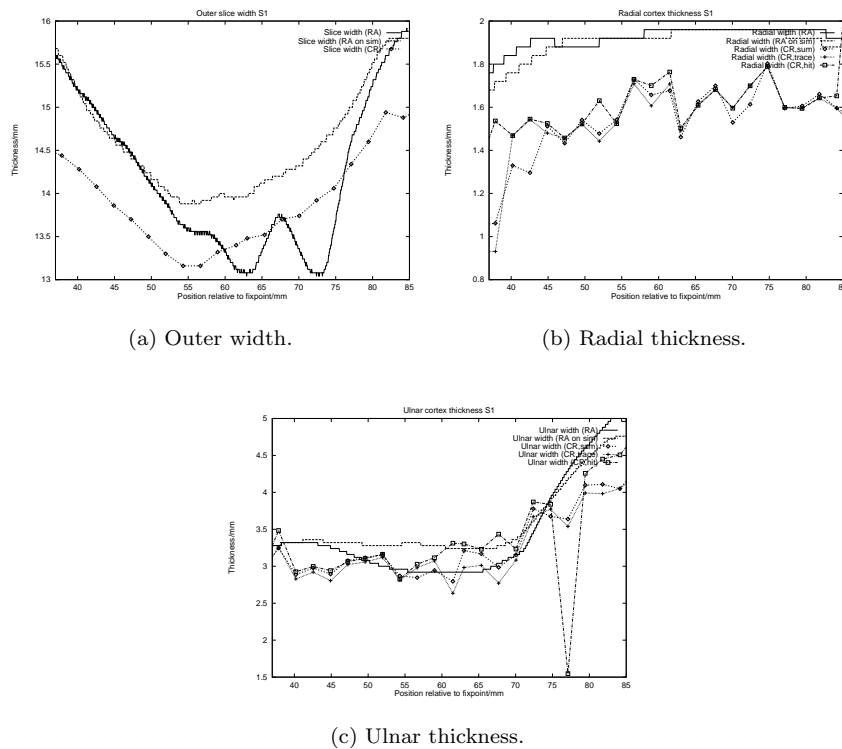 Outer slice width S1
Slice width (RA)
Slice width (RA on sim)
Slice width (CR)
Thickness/mm
16
15.5
15
14.5
14
13.5
13
40 45 50 55 60 65 70 75 80 85
Position relative to fixpoint/mm
(a) Outer width.
Radial cortex thickness S1
Radial width (RA)
Radial width (RA on sim)
Radial width (CR,sum)
Radial width (CR,trace)
Radial width (CR,hit)
Thickness/mm
2
1.8
1.6
1.4
1.2
1
0.8
40 45 50 55 60 65 70 75 80 85
Position relative to fixpoint/mm
(b) Radial thickness.
Ulnar cortex thickness S1
Ulnar width (RA)
Ulnar width (RA on sim)
Ulnar width (CR,sum)
Ulnar width (CR,trace)
Ulnar width (CR,hit)
Thickness/mm
5
4.5
4
3.5
3
2.5
2
1.5
40 45 50 55 60 65 70 75 80 85
Position relative to fixpoint/mm
(c) Ulnar thickness.